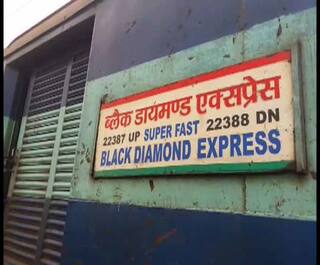 ब्लैक डायमण्ड एक्सप्रेस
22387 UP SUPER FAST 22388 DN
BLACK DIAMOND EXPRESS